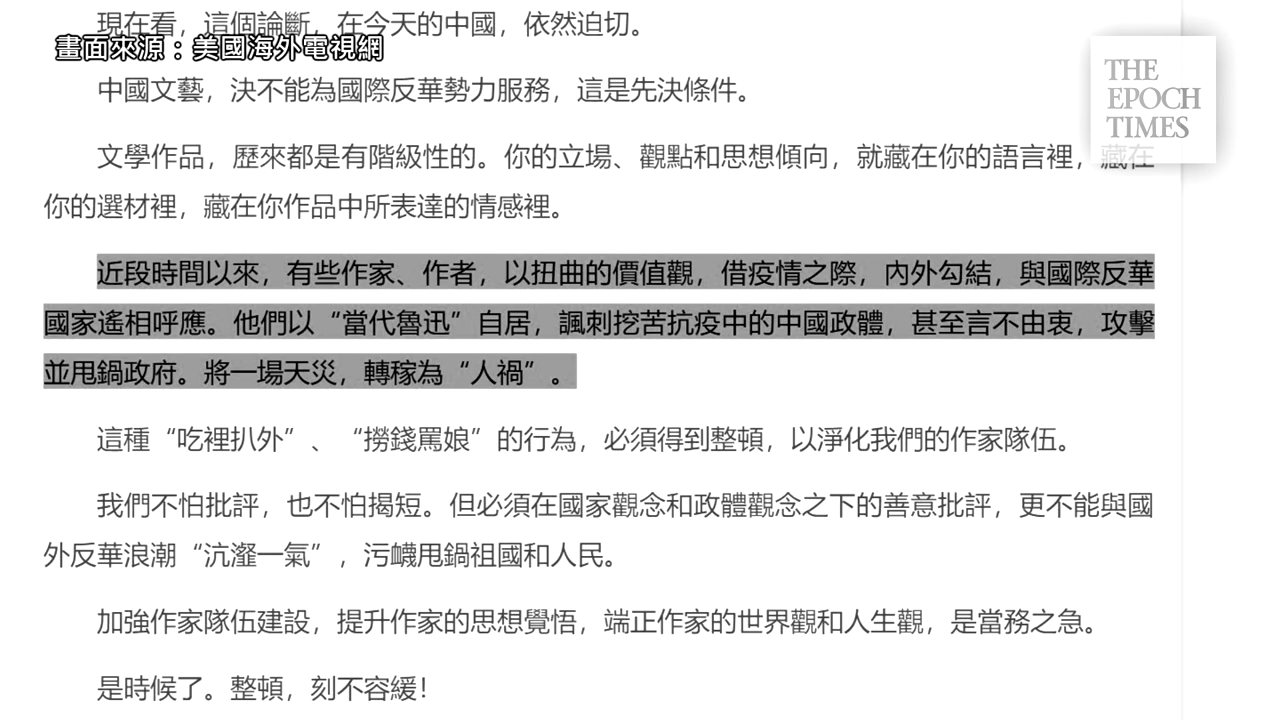 現在看，這個論斷，在今天的中國，依然迫切。
畫面來源：美國海外電視網
THE
EPOCH
TIMES
中國文藝，決不能為國際反華勢力服務，這是先決條件。
文學作品，歷來都是有階級性的。你的立場、觀點和思想傾向，就藏在你的語言裡，藏在
你的選材裡，藏在你作品中所表達的情感裡。
近段時間以來，有些作家、作者，以扭曲的價值觀，借疫情之際，內外勾結，與國際反華
國家遙相呼應。他們以“當代魯迅”自居，諷刺挖苦抗疫中的中國政體，甚至言不由衷，攻擊
並甩鍋政府。將一場天災，轉稼為“人禍”。
這種“吃裡扒外”、“撈錢罵娘”的行為，必須得到整頓，以淨化我們的作家隊伍。
我們不怕批評，也不怕揭短。但必須在國家觀念和政體觀念之下的善意批評，更不能與國
外反華浪潮“沆瀣一氣”，污衊甩鍋祖國和人民。
加強作家隊伍建設，提升作家的思想覺悟，端正作家的世界觀和人生觀，是當務之急。
是時候了。整頓，刻不容緩！